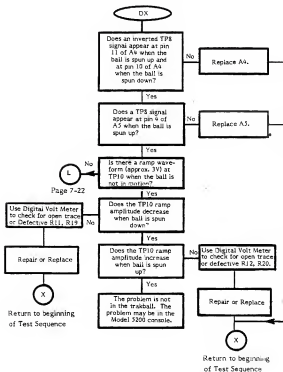 DX
Does an inverted TP8
signal appear at pin
11 of A4 when the
ball is spun up and
at pin 10 of A4
when the ball is
spun down?
No
Replace A4.
Yes
Does a TP8 signal
appear at pin 4 of
A5 when the ball is
spun up?
No
Replace A5.
Yes
Is there a ramp wave-
form (approx. 3V) at
TP10 when the ball is
not in motion?
No
L
Page 7-22
Yes
Does the TP10 ramp
amplitude decrease
when ball is spun
down?
No
Use Digital Volt Meter
to check for open trace
or Defective R11, R19
Repair or Replace
X
Return to beginning
of Test Sequence
Yes
Does the TP10 ramp
amplitude increase
when ball is spun
up?
No
Use Digital Volt Meter
to check for open trace
or defective R12, R20.
Repair or Replace
X
Return to beginning
of Test Sequence
Yes
The problem is not
in the trakball. The
problem may be in the
Model 5200 console.